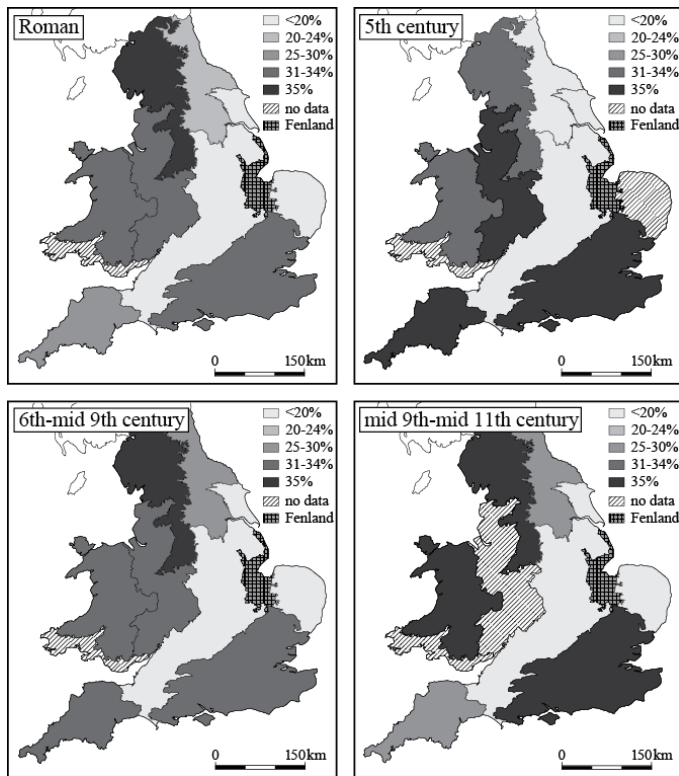 Roman
<20%
20-24%
25-30%
31-34%
35%
no data
Fenland
0 150km
5th century
<20%
20-24%
25-30%
31-34%
35%
no data
Fenland
0 150km
6th-mid 9th century
<20%
20-24%
25-30%
31-34%
35%
no data
Fenland
0 150km
mid 9th-mid 11th century
<20%
20-24%
25-30%
31-34%
35%
no data
Fenland
0 150km